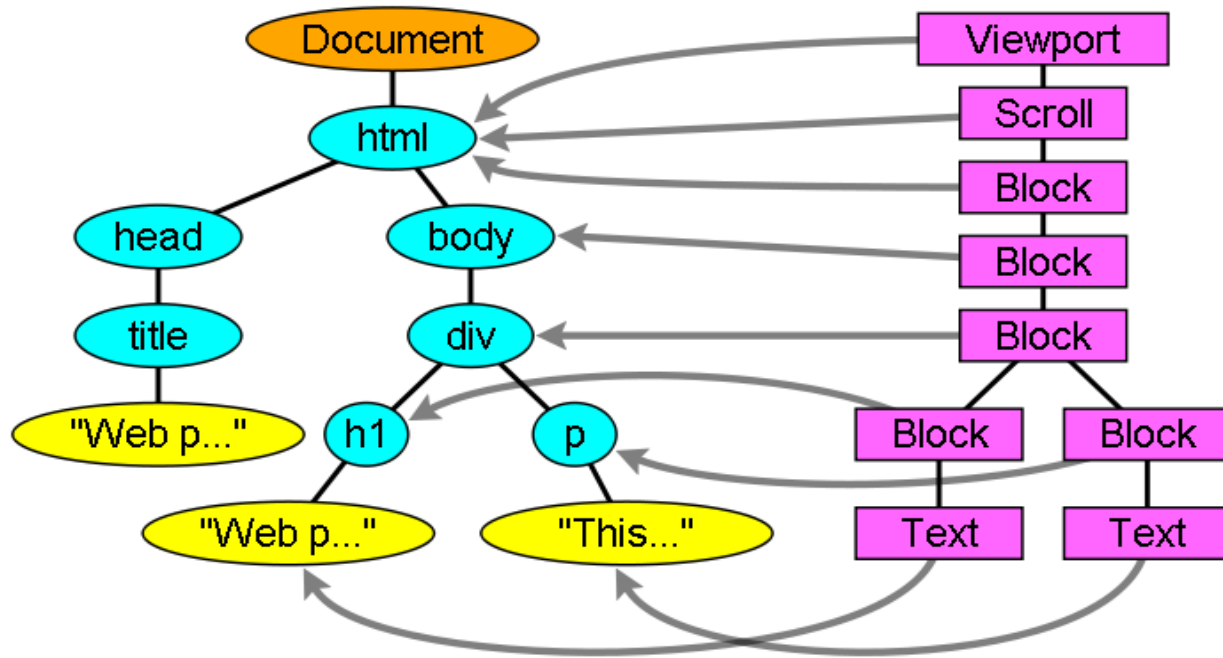 Document
Viewport
html
Scroll
Block
head
body
Block
title
div
Block
"Web p..."
h1
p
Block
Block
"Web p..."
"This..."
Text
Text